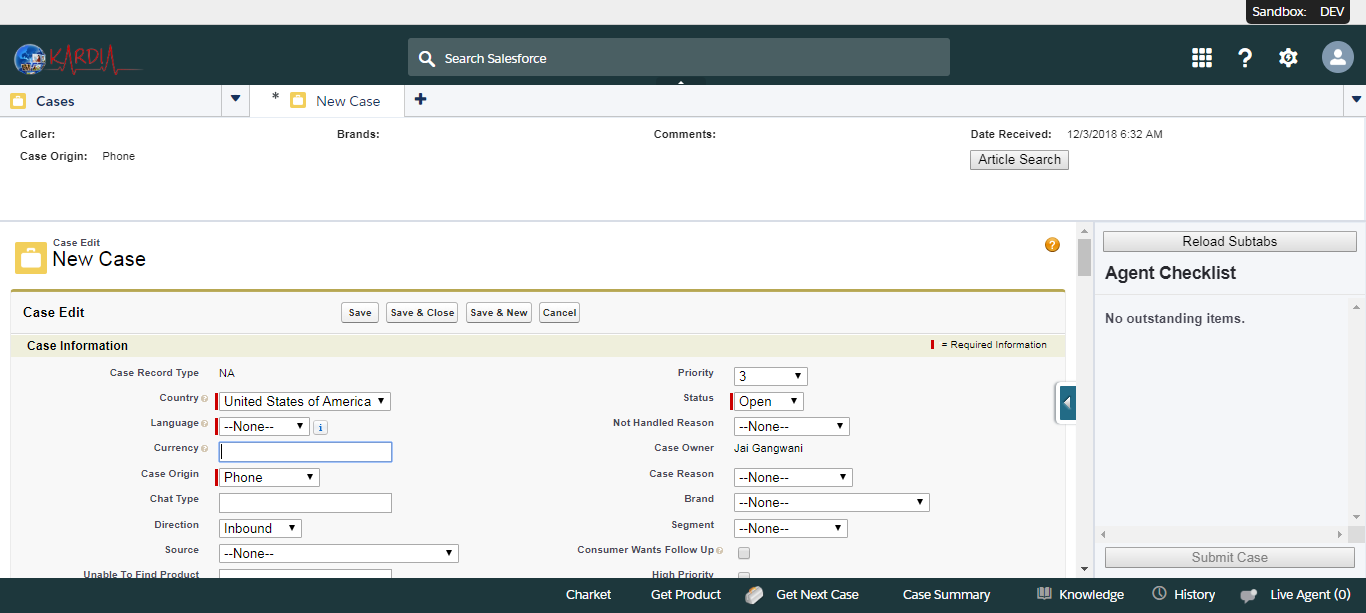 Sandbox: DEV
KARDIA
Search Salesforce
?
Cases
* New Case
Caller:
Brands:
Comments:
Date Received: 12/3/2018 6:32 AM
Case Origin: Phone
Article Search
Case Edit
New Case
?
Reload Subtabs
Agent Checklist
No outstanding items.
Case Edit
Save
Save & Close
Save & New
Cancel
Case Information
= Required Information
Case Record Type NA
Priority 3
Country United States of America
Status Open
Language --None--
Not Handled Reason --None--
Currency
Case Owner Jai Gangwani
Case Origin Phone
Case Reason --None--
Chat Type
Brand --None--
Direction Inbound
Segment --None--
Source --None--
Consumer Wants Follow Up
Unable To Find Product
High Priority
Submit Case
Charket
Get Product
Get Next Case
Case Summary
Knowledge
History
Live Agent (0)